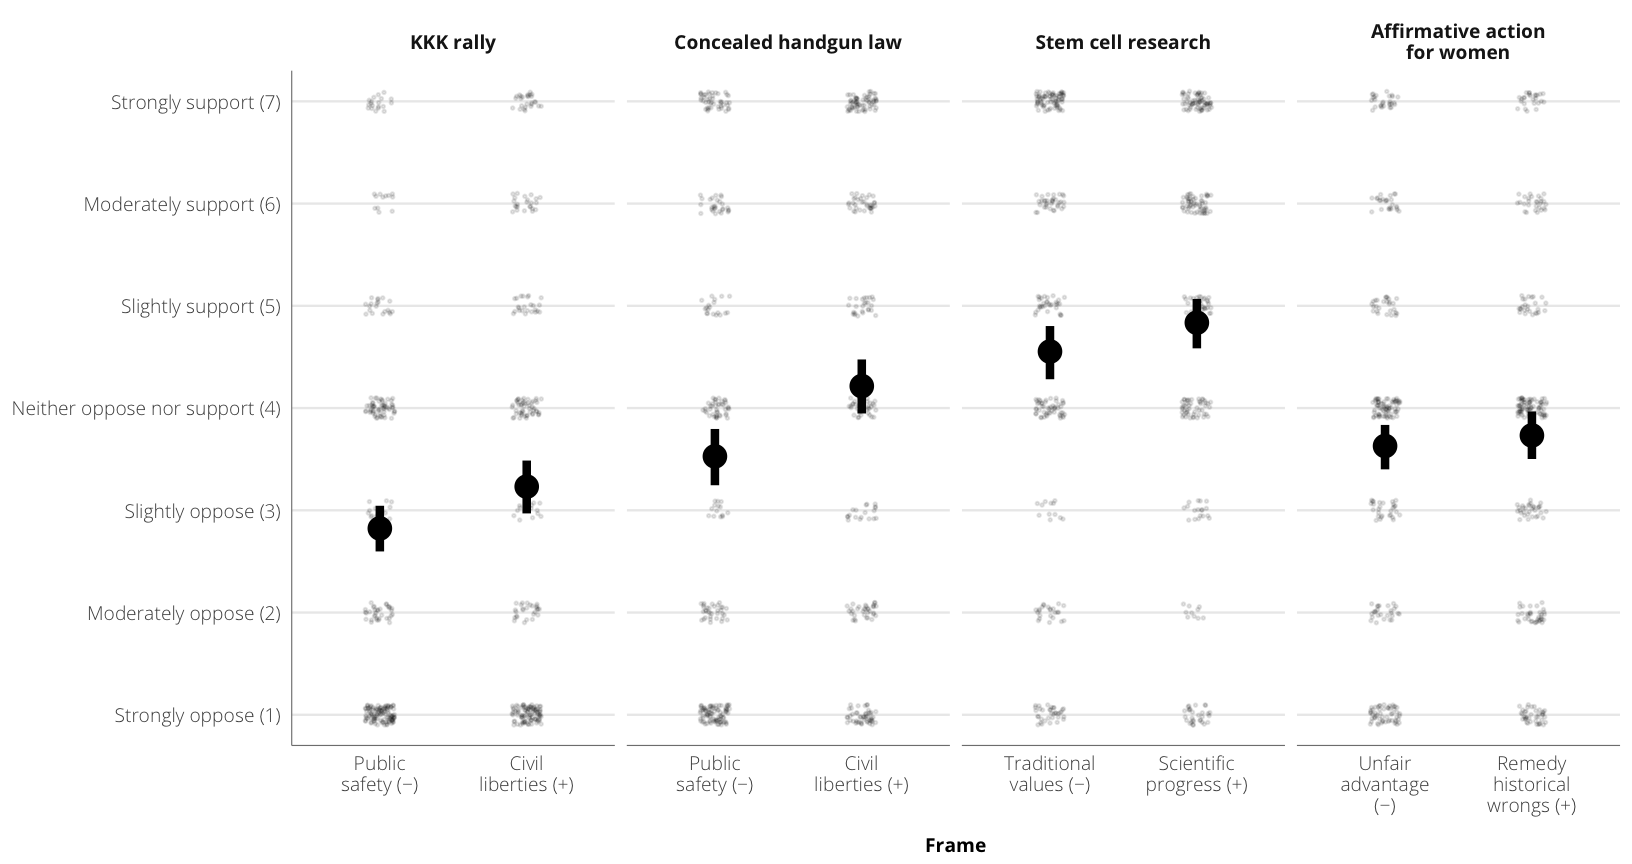 KKK rally
Concealed handgun law
Stem cell research
Affirmative action
for women
Strongly support (7)
Moderately support (6)
Slightly support (5)
Neither oppose nor support (4)
Slightly oppose (3)
Moderately oppose (2)
Strongly oppose (1)
Public
safety (−)
Civil
liberties (+)
Public
safety (−)
Civil
liberties (+)
Traditional
values (−)
Scientific
progress (+)
Unfair
advantage
(−)
Remedy
historical
wrongs (+)
Frame